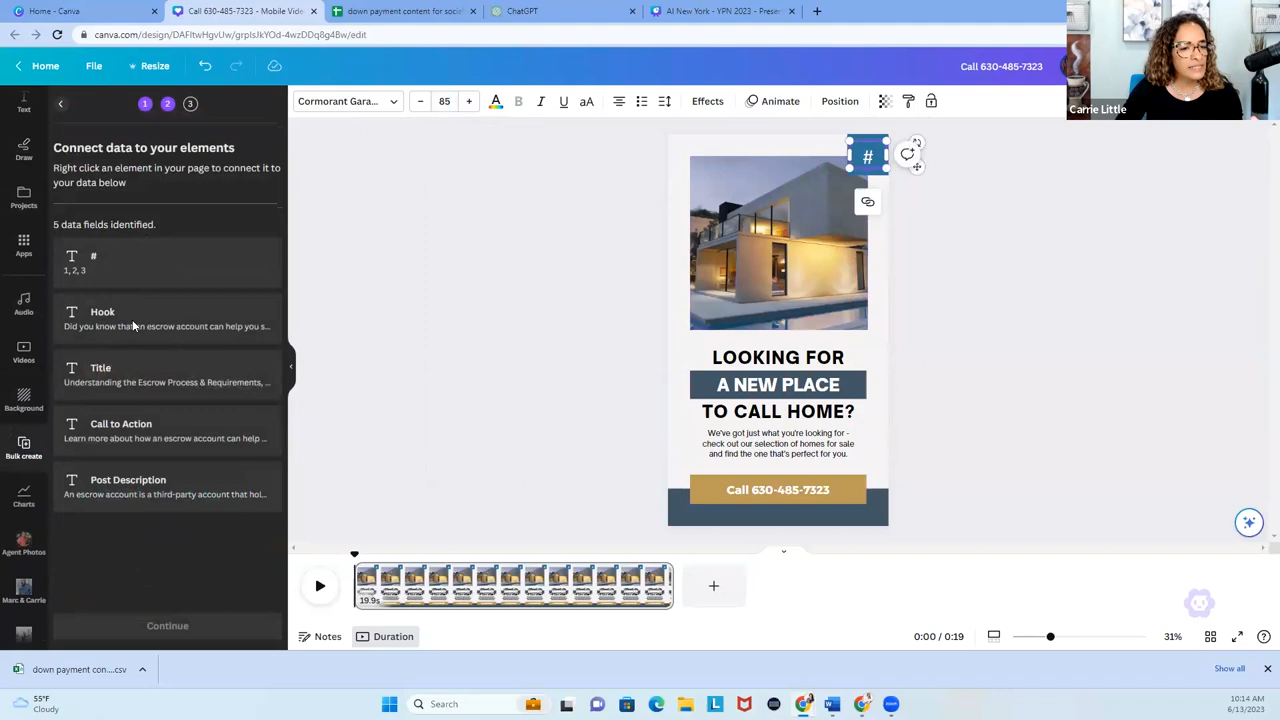 Home - Canva
Call 630-485-7323 - Mobile Vide
down payment content for social
ChatGPT
AI New York - YPN 2023 - Presen
canva.com/design/DAFltwHgvUw/grpIsJkYOd-4wzDDq8g4Bw/edit
Home
File
Resize
Call 630-485-7323
Carrie Little
Text
Draw
Projects
Apps
Audio
Videos
Background
Bulk create
Charts
Agent Photos
Marc & Carrie
1
2
3
Connect data to your elements
Right click an element in your page to connect it to
your data below
5 data fields identified.
#
1, 2, 3
Hook
Did you know that an escrow account can help you s...
Title
Understanding the Escrow Process & Requirements, ...
Call to Action
Learn more about how an escrow account can help ...
Post Description
An escrow account is a third-party account that hol...
Continue
Cormorant Gara...
85
A
B
I
U
aA
Effects
Animate
Position
#
LOOKING FOR
A NEW PLACE
TO CALL HOME?
We've got just what you're looking for -
check out our selection of homes for sale
and find the one that's perfect for you.
Call 630-485-7323
19.9s
Notes
Duration
0:00 / 0:19
31%
down payment con....csv
Show all
55°F
Cloudy
Search
10:14 AM
6/13/2023